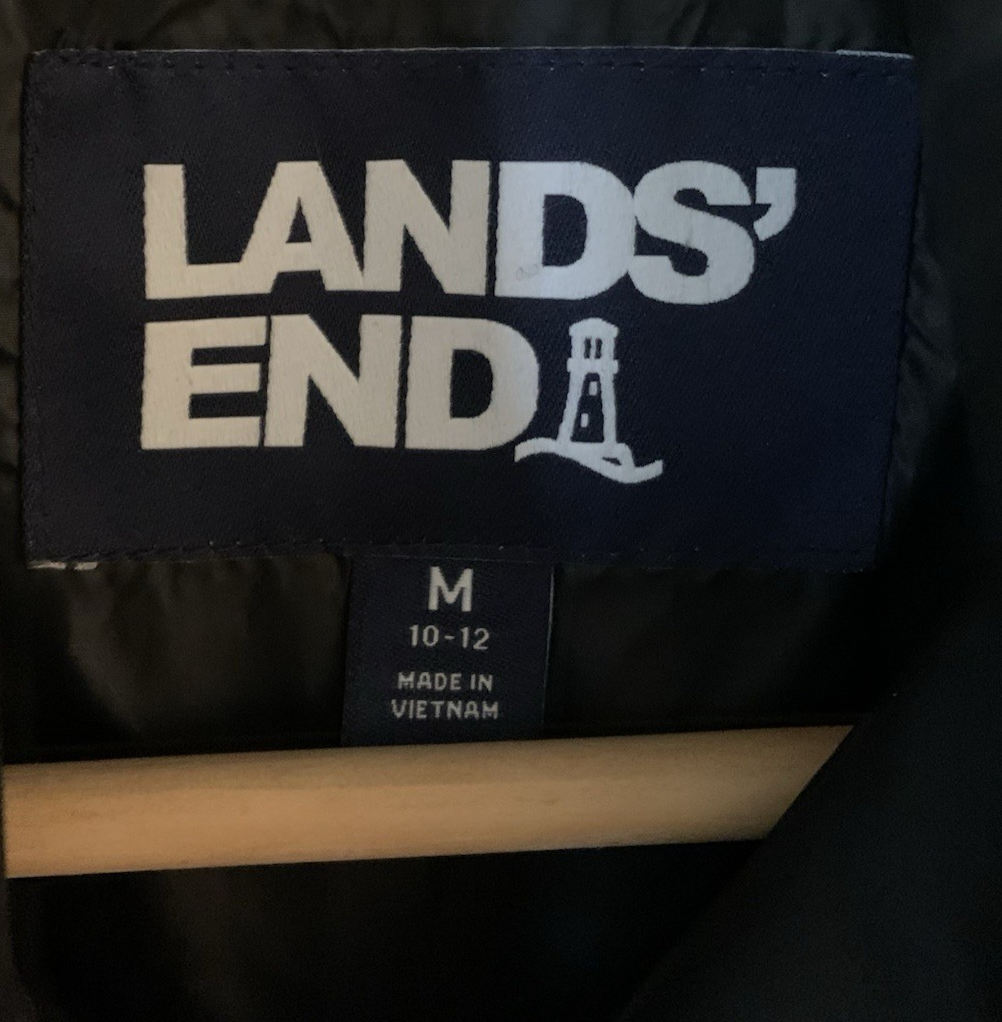 LANDS'
END
M
10-12
MADE IN
VIETNAM